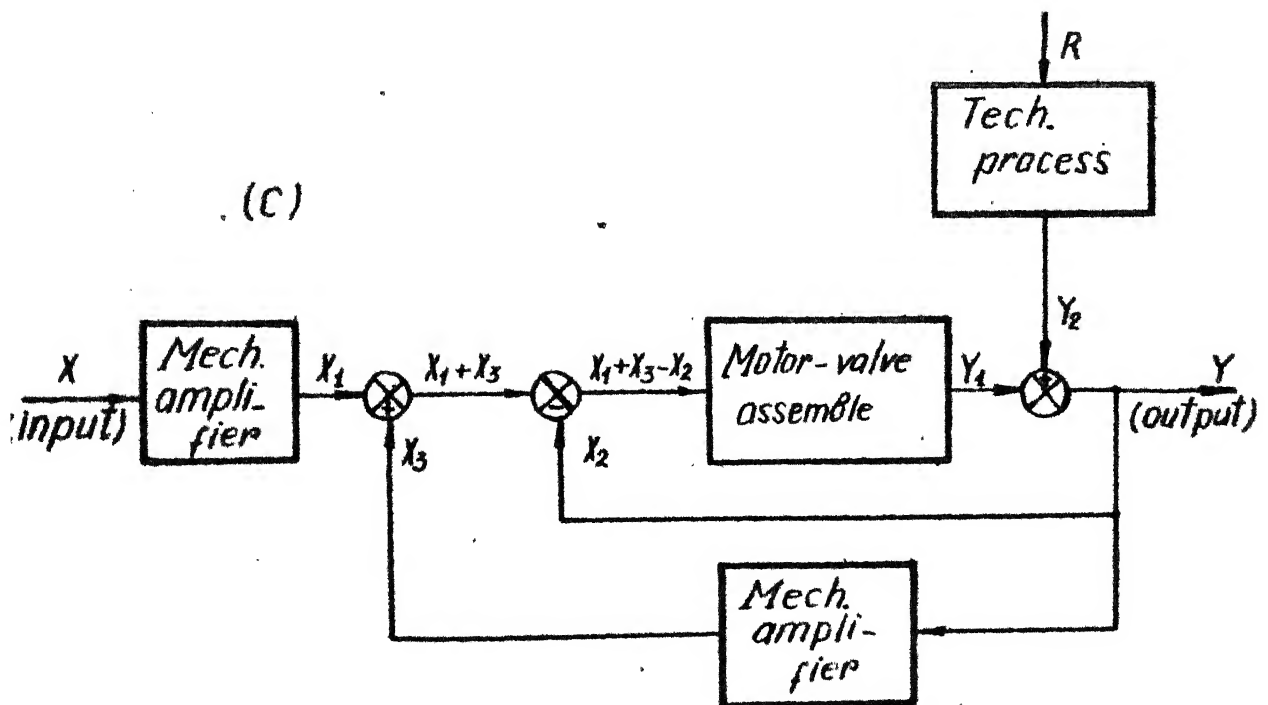 R
Tech.
process
(C)
Y₂
X
(input)
Mech.
ampli-
fier
X₁
X₁+X₃
X₁+X₃-X₂
Motor-valve
assemble
Y₁
Y
(output)
X₃
X₂
Mech.
ampli-
fier